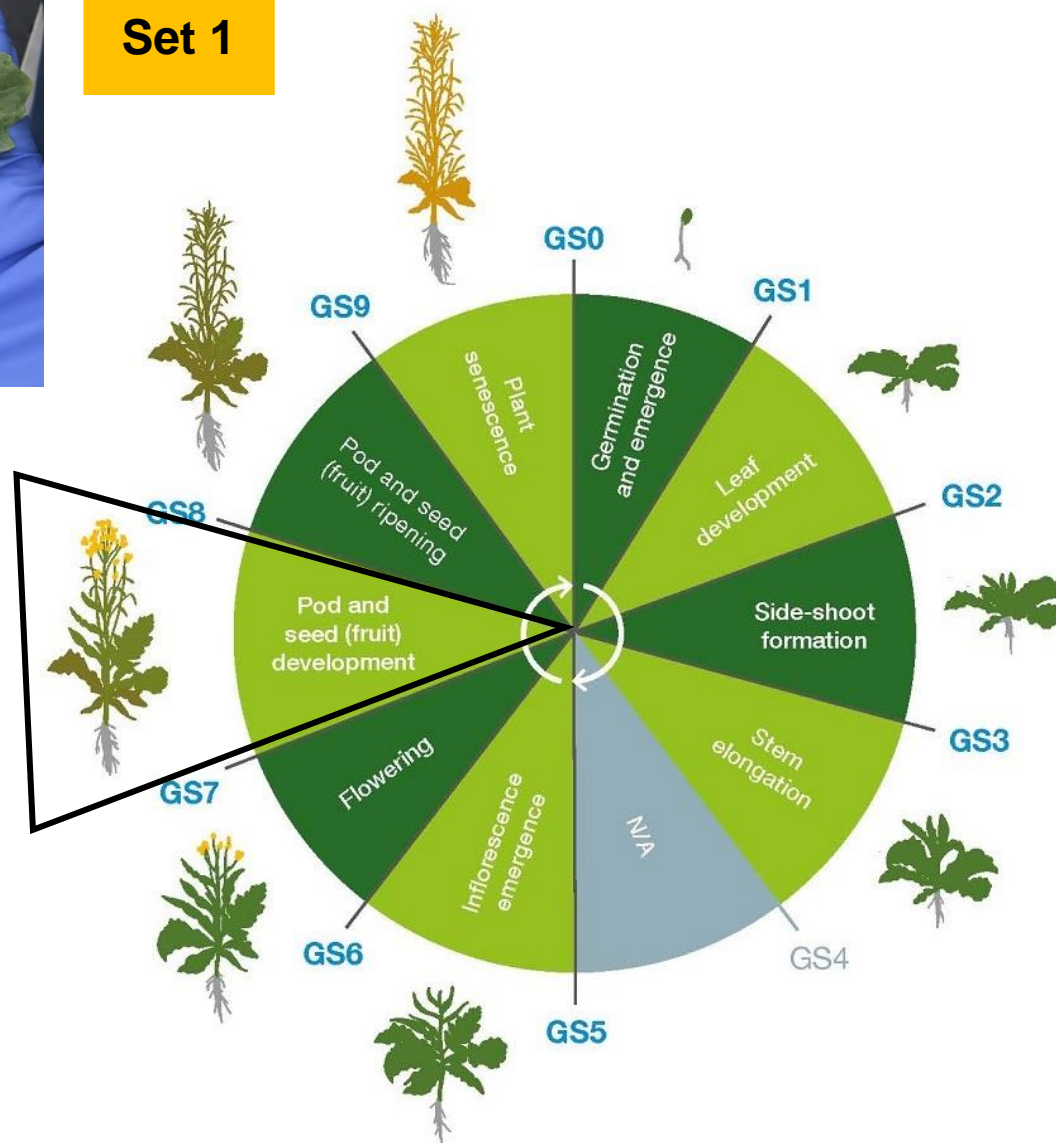 Set 1
GS0
GS1
GS2
GS3
GS4
GS5
GS6
GS7
GS8
GS9
Germination
and emergence
Leaf
development
Side-shoot
formation
Stem
elongation
N/A
Inflorescence
emergence
Flowering
Pod and
seed (fruit)
development
Pod and seed
(fruit) ripening
Plant
senescence